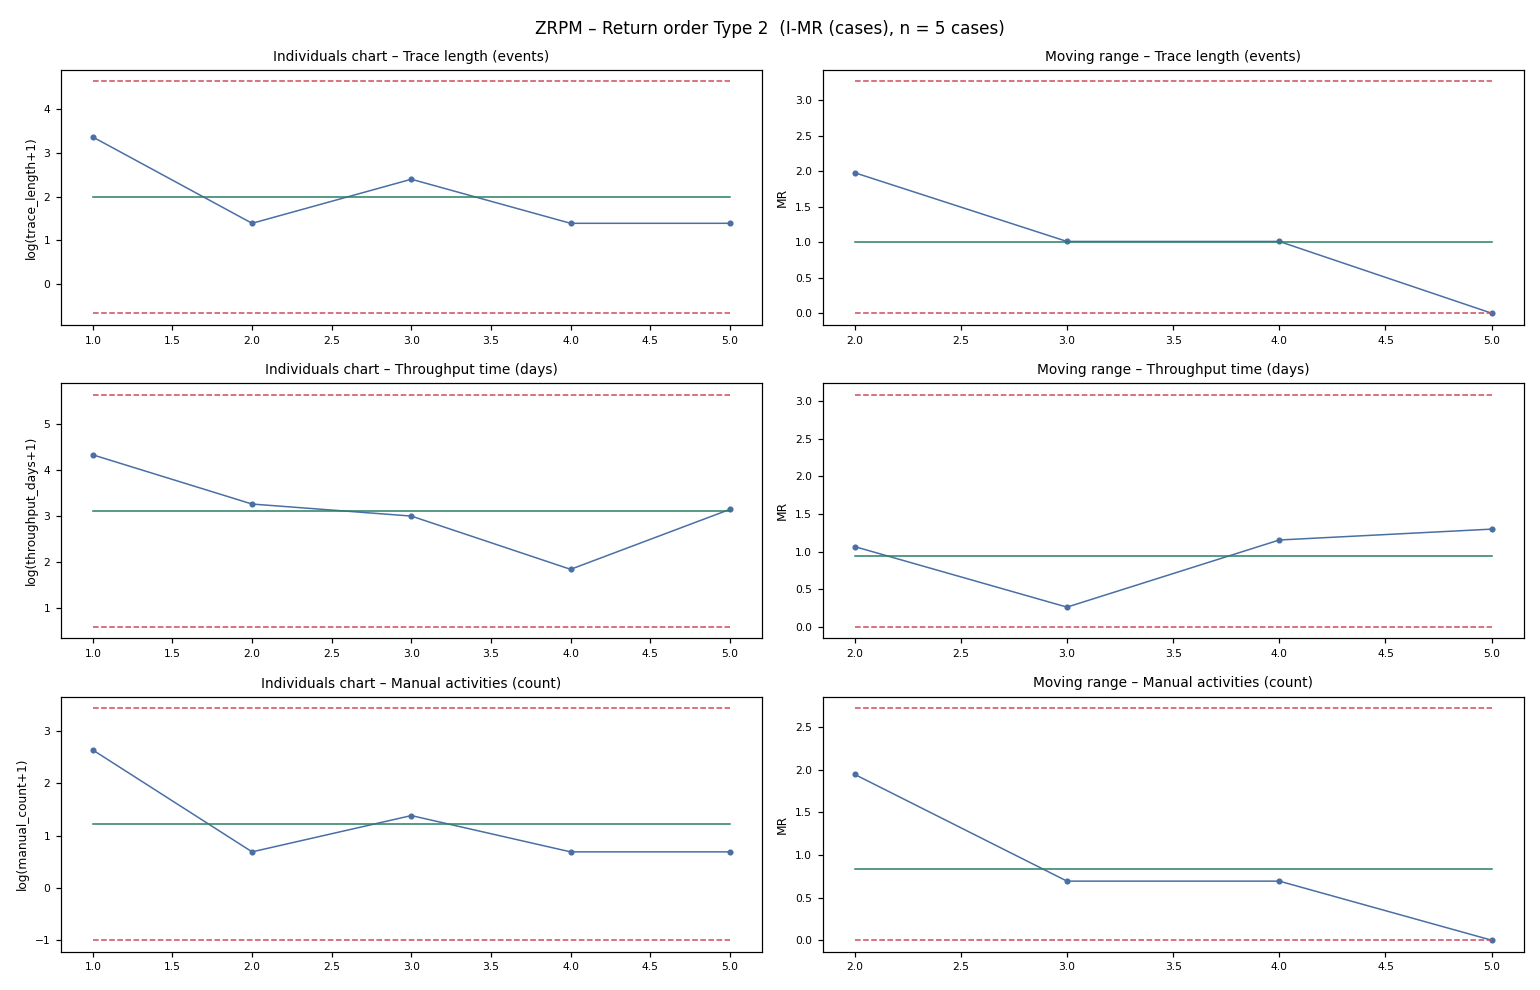 ZRPM – Return order Type 2  (I-MR (cases), n = 5 cases)
Individuals chart – Trace length (events)
log(trace_length+1)
4
3
2
1
0
1.0 1.5 2.0 2.5 3.0 3.5 4.0 4.5 5.0
Moving range – Trace length (events)
MR
3.0
2.5
2.0
1.5
1.0
0.5
0.0
2.0 2.5 3.0 3.5 4.0 4.5 5.0
Individuals chart – Throughput time (days)
log(throughput_days+1)
5
4
3
2
1
1.0 1.5 2.0 2.5 3.0 3.5 4.0 4.5 5.0
Moving range – Throughput time (days)
MR
3.0
2.5
2.0
1.5
1.0
0.5
0.0
2.0 2.5 3.0 3.5 4.0 4.5 5.0
Individuals chart – Manual activities (count)
log(manual_count+1)
3
2
1
0
−1
1.0 1.5 2.0 2.5 3.0 3.5 4.0 4.5 5.0
Moving range – Manual activities (count)
MR
2.5
2.0
1.5
1.0
0.5
0.0
2.0 2.5 3.0 3.5 4.0 4.5 5.0